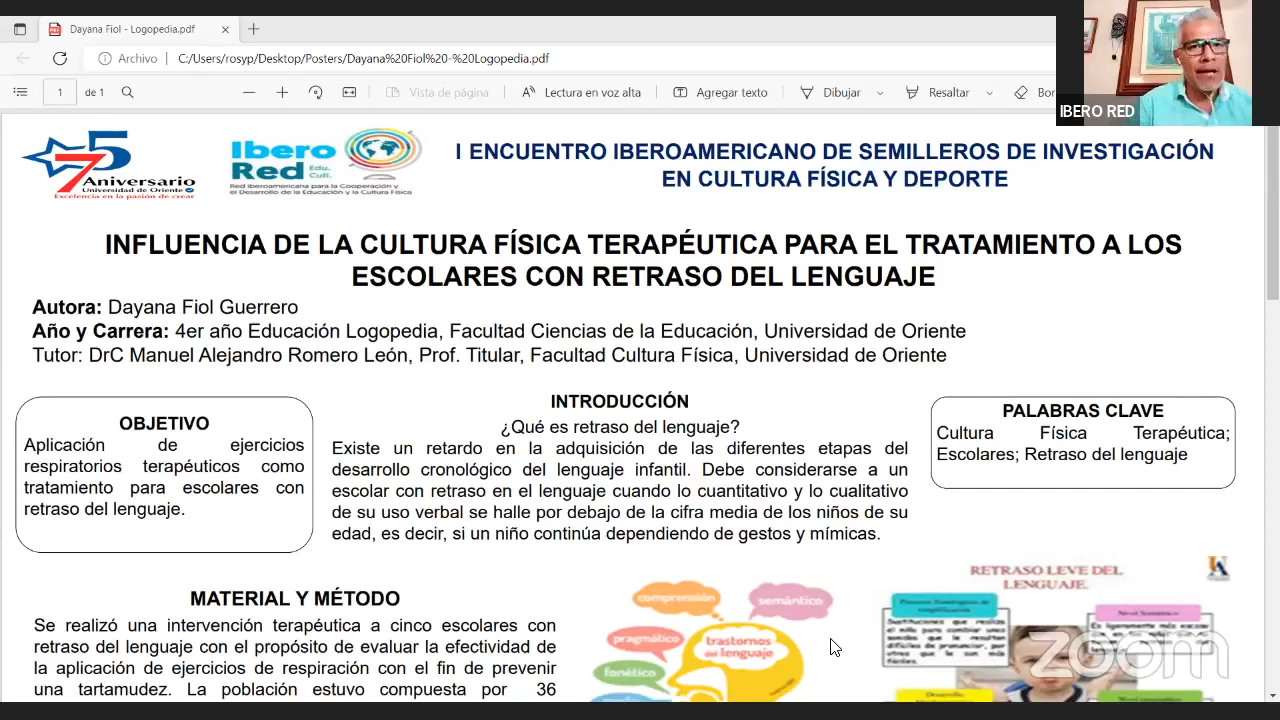 Dayana Fiol - Logopedia.pdf
Archivo
C:/Users/rosyp/Desktop/Posters/Dayana%20Fiol%20-%20Logopedia.pdf
1 de 1
Vista de página
Lectura en voz alta
Agregar texto
Dibujar
Resaltar
Bor
IBERO RED
75
Aniversario
Universidad de Oriente
Excelencia en la pasión de crear
Ibero
Red Edu. Cufi.
Red Iberoamericana para la Cooperación y
el Desarrollo de la Educación y la Cultura Física
I ENCUENTRO IBEROAMERICANO DE SEMILLEROS DE INVESTIGACIÓN
EN CULTURA FÍSICA Y DEPORTE
INFLUENCIA DE LA CULTURA FÍSICA TERAPÉUTICA PARA EL TRATAMIENTO A LOS
ESCOLARES CON RETRASO DEL LENGUAJE
Autora: Dayana Fiol Guerrero
Año y Carrera: 4er año Educación Logopedia, Facultad Ciencias de la Educación, Universidad de Oriente
Tutor: DrC Manuel Alejandro Romero León, Prof. Titular, Facultad Cultura Física, Universidad de Oriente
OBJETIVO
Aplicación de ejercicios
respiratorios terapéuticos como
tratamiento para escolares con
retraso del lenguaje.
INTRODUCCIÓN
¿Qué es retraso del lenguaje?
Existe un retardo en la adquisición de las diferentes etapas del
desarrollo cronológico del lenguaje infantil. Debe considerarse a un
escolar con retraso en el lenguaje cuando lo cuantitativo y lo cualitativo
de su uso verbal se halle por debajo de la cifra media de los niños de su
edad, es decir, si un niño continúa dependiendo de gestos y mímicas.
PALABRAS CLAVE
Cultura Física Terapéutica;
Escolares; Retraso del lenguaje
MATERIAL Y MÉTODO
Se realizó una intervención terapéutica a cinco escolares con
retraso del lenguaje con el propósito de evaluar la efectividad de
la aplicación de ejercicios de respiración con el fin de prevenir
una tartamudez. La población estuvo compuesta por 36
comprensión
semántico
pragmático
trastornos
del lenguaje
fonético
RETRASO LEVE DEL
LENGUAJE.
Nivel Semántico
zoom